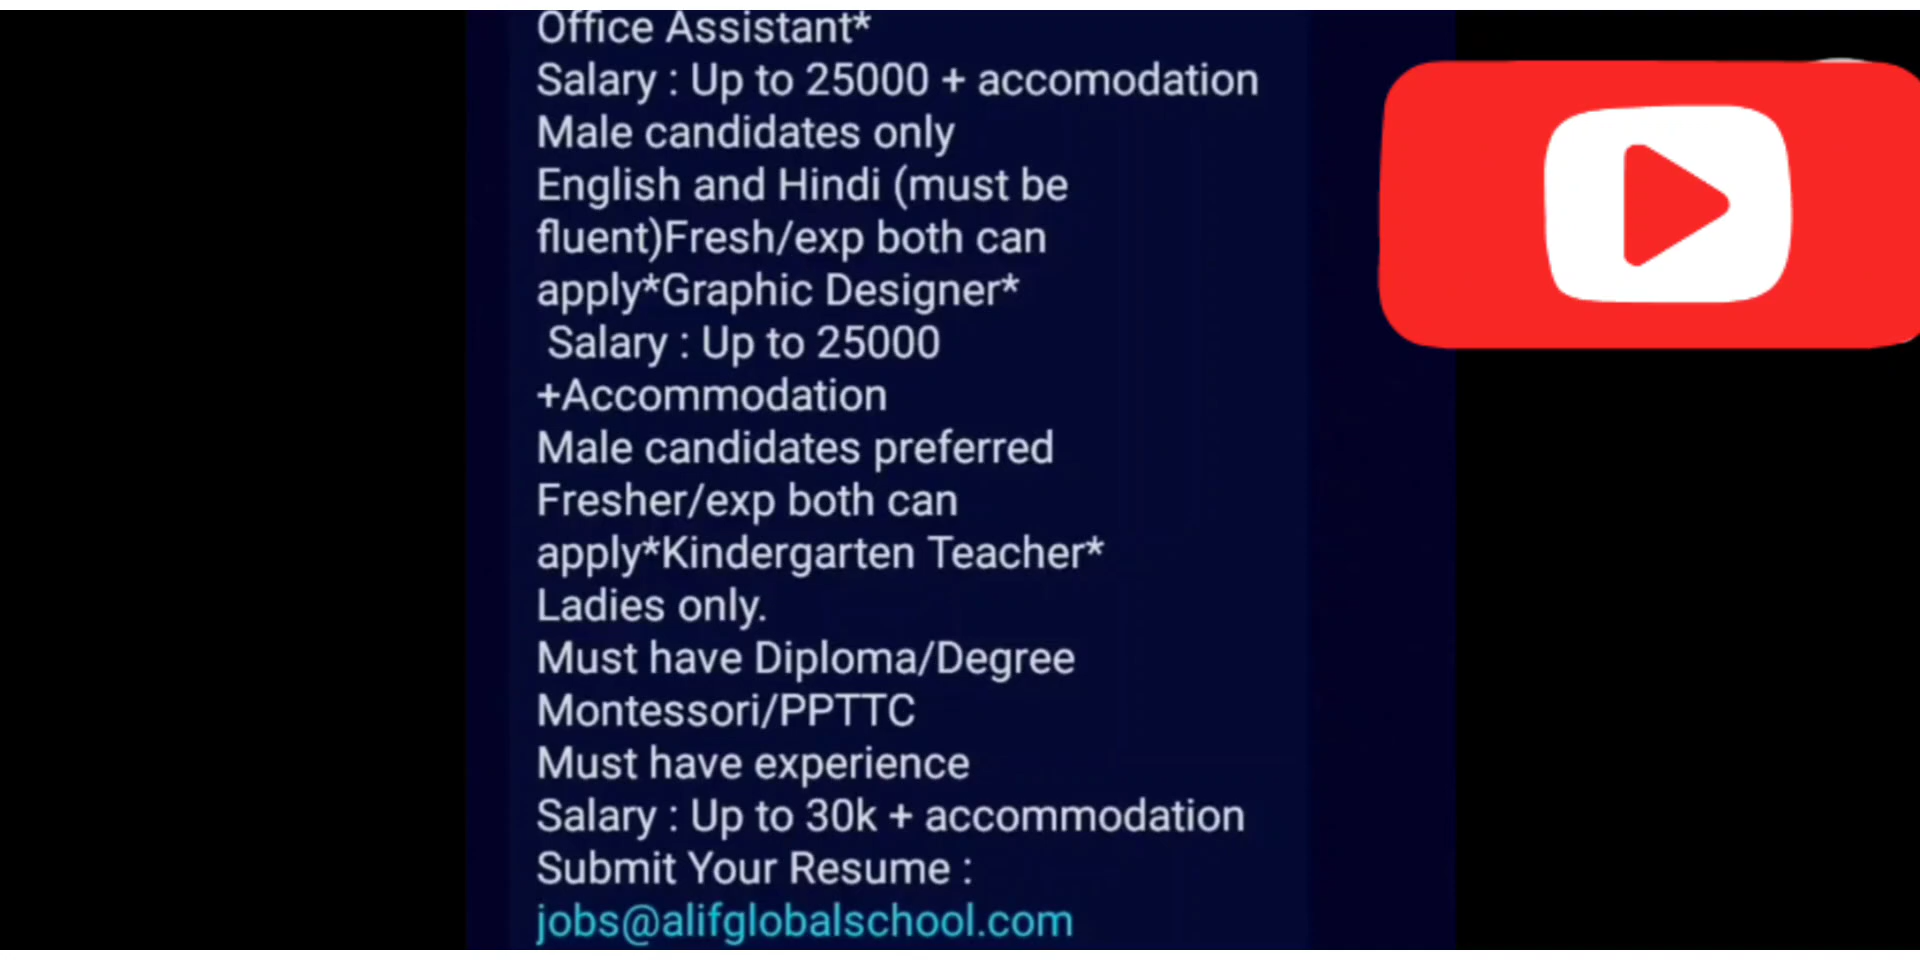 Office Assistant*
Salary : Up to 25000 + accomodation
Male candidates only
English and Hindi (must be
fluent)Fresh/exp both can
apply*Graphic Designer*
Salary : Up to 25000
+Accommodation
Male candidates preferred
Fresher/exp both can
apply*Kindergarten Teacher*
Ladies only.
Must have Diploma/Degree
Montessori/PPTTC
Must have experience
Salary : Up to 30k + accommodation
Submit Your Resume :
jobs@alifglobalschool.com